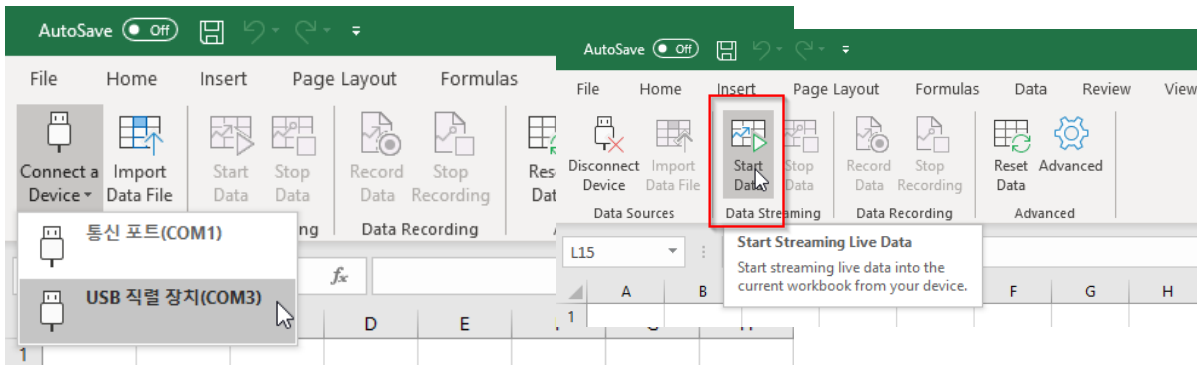 AutoSave Off
File Home Insert Page Layout Formulas
Connect a Device
Import Data File
Start Data
Stop Data
Record Data
Stop Recording
Data Recording
통신 포트(COM1)
USB 직렬 장치(COM3)
fx
D E
1
AutoSave Off
File Home Insert Page Layout Formulas Data Review View
Disconnect Device
Import Data File
Start Data
Stop Data
Record Data
Stop Recording
Reset Data
Advanced
Data Sources Data Streaming Data Recording Advanced
L15
Start Streaming Live Data
Start streaming live data into the
current workbook from your device.
A B F G H
1